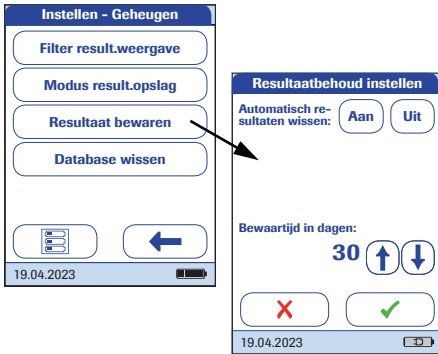 Instellen - Geheugen
Filter result.weergave
Modus result.opslag
Resultaat bewaren
Database wissen
19.04.2023
Resultaatbehoud instellen
Automatisch re-
sultaten wissen:
Aan
Uit
Bewaartijd in dagen:
30
19.04.2023